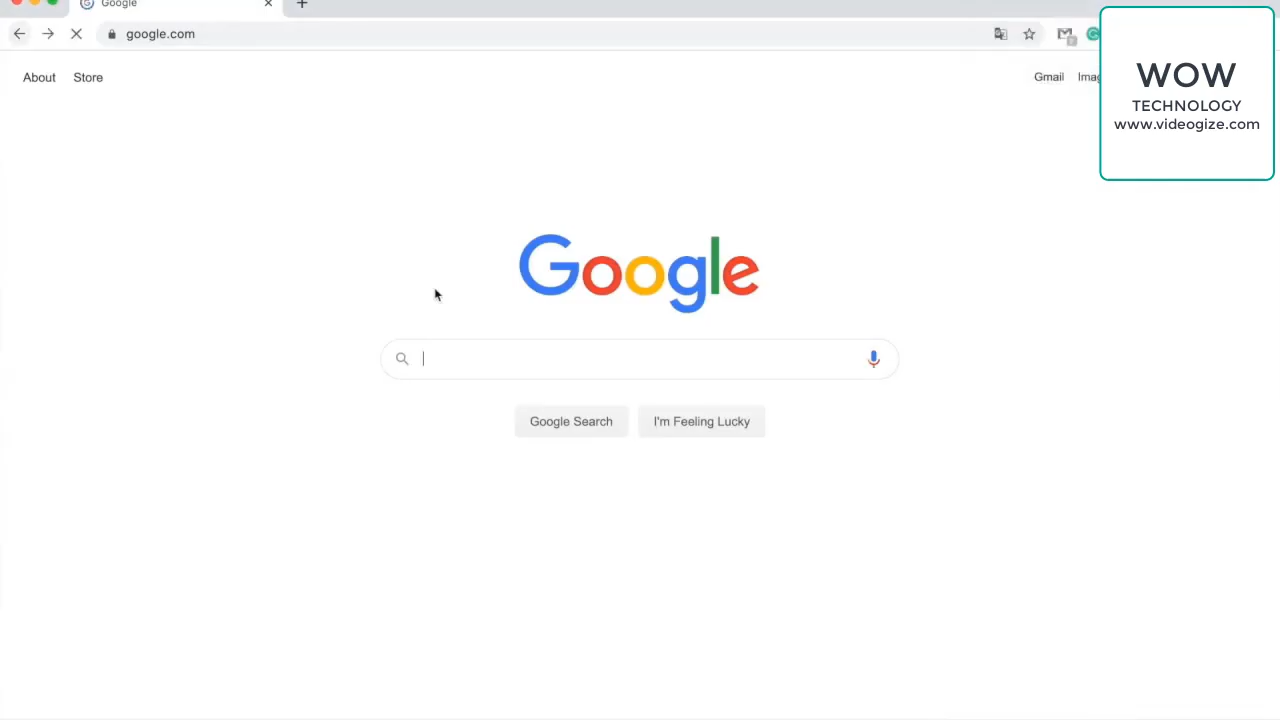 Google
google.com
About Store
Gmail
WOW
TECHNOLOGY
www.videogize.com
Google
Google Search I'm Feeling Lucky